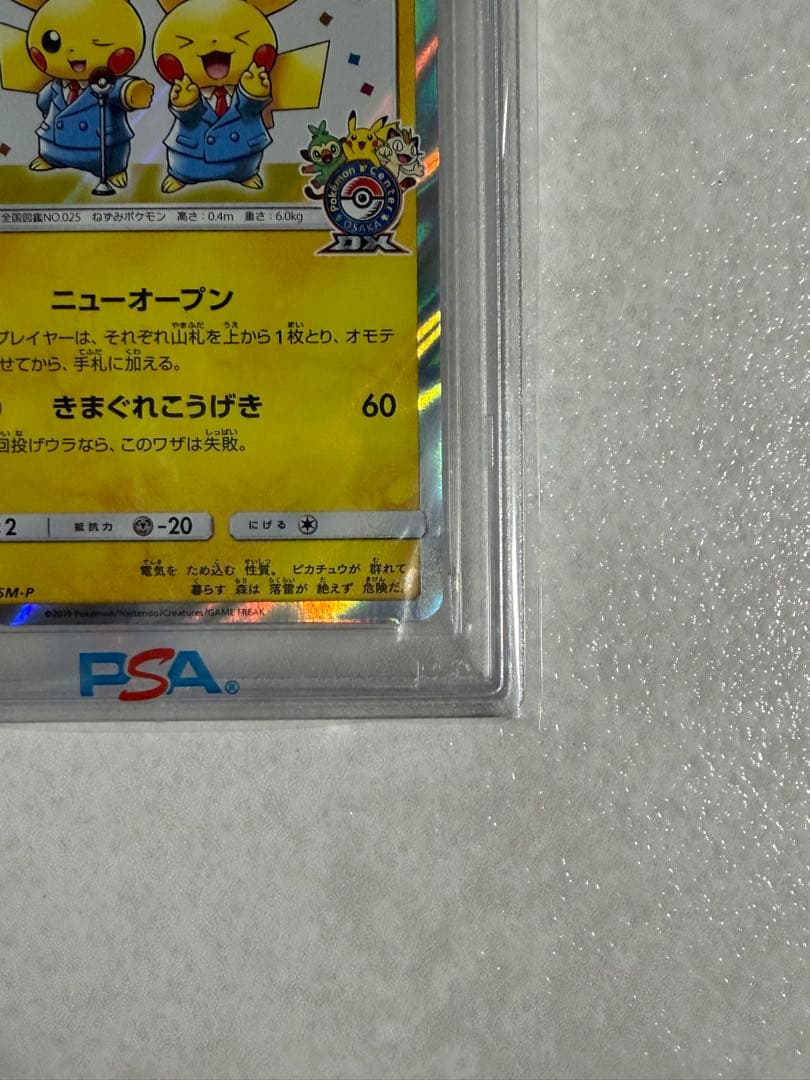 Pokémon Center
OSAKA
DX
全国図鑑NO.025 ねずみポケモン 高さ：0.4m 重さ：6.0kg
ニューオープン
プレイヤーは、それぞれ山札を上から1枚とり、オモテ
せてから、手札に加える。
きまぐれこうげき 60
回投げウラなら、このワザは失敗。
×2 抵抗力 -20 にげる
電気を ため込む 性質。 ピカチュウが 群れて
暮らす 森は 落雷が 絶えず 危険だ。
SM-P
©2019 Pokémon/Nintendo/Creatures/GAME FREAK
PSA®